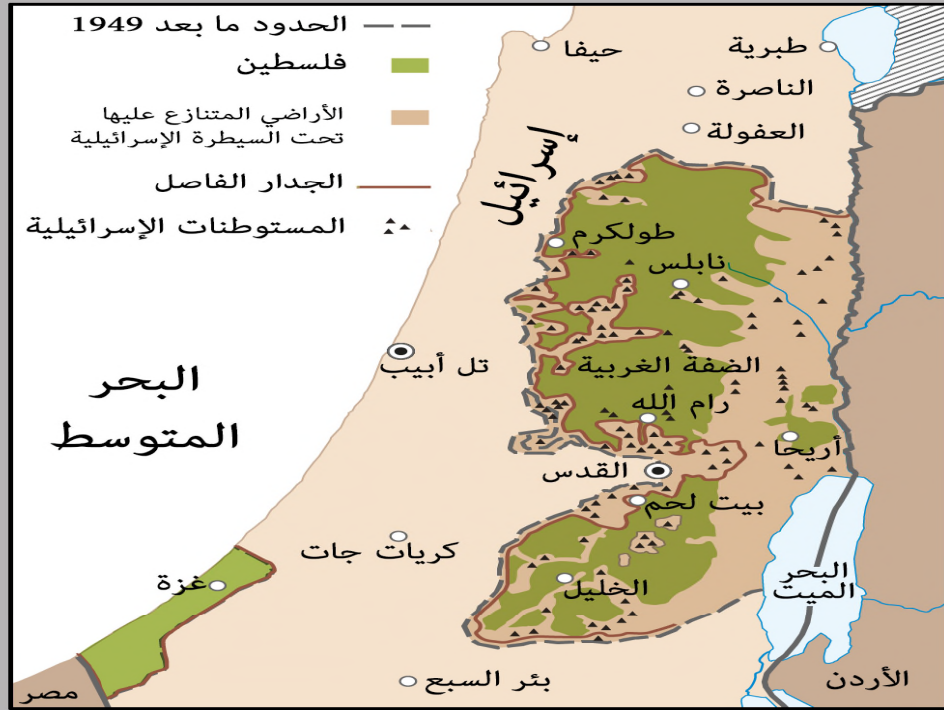 الحدود ما بعد 1949
فلسطين
الأراضي المتنازع عليها
تحت السيطرة الإسرائيلية
الجدار الفاصل
المستوطنات الإسرائيلية
حيفا
طبرية
الناصرة
العفولة
إسرائيل
طولكرم
نابلس
تل أبيب
الضفة الغربية
البحر
المتوسط
رام الله
أريحا
القدس
بيت لحم
كريات جات
غزة
الخليل
البحر
الميت
بئر السبع
الأردن
مصر